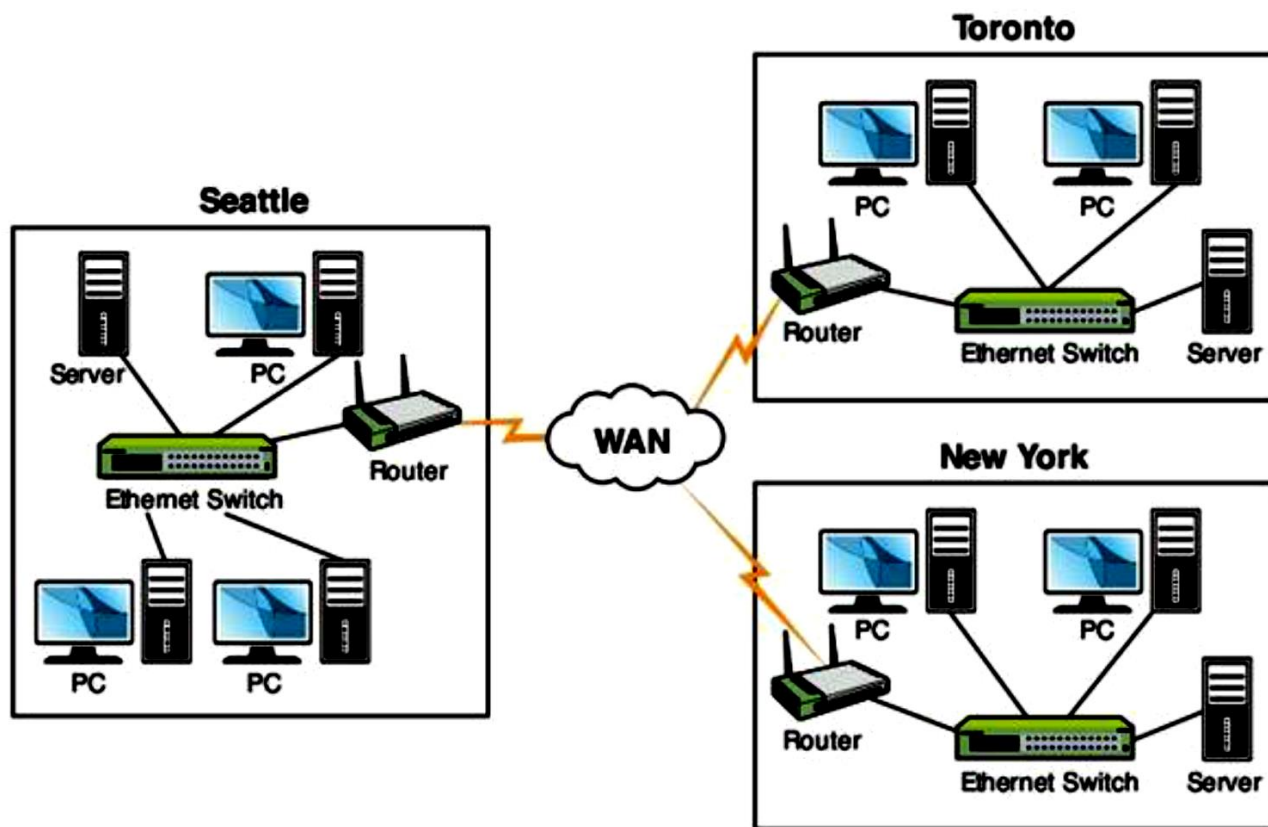 Seattle
Server
PC
Router
Ethernet Switch
PC
PC
WAN
Toronto
PC
PC
Router
Ethernet Switch
Server
New York
PC
PC
Router
Ethernet Switch
Server